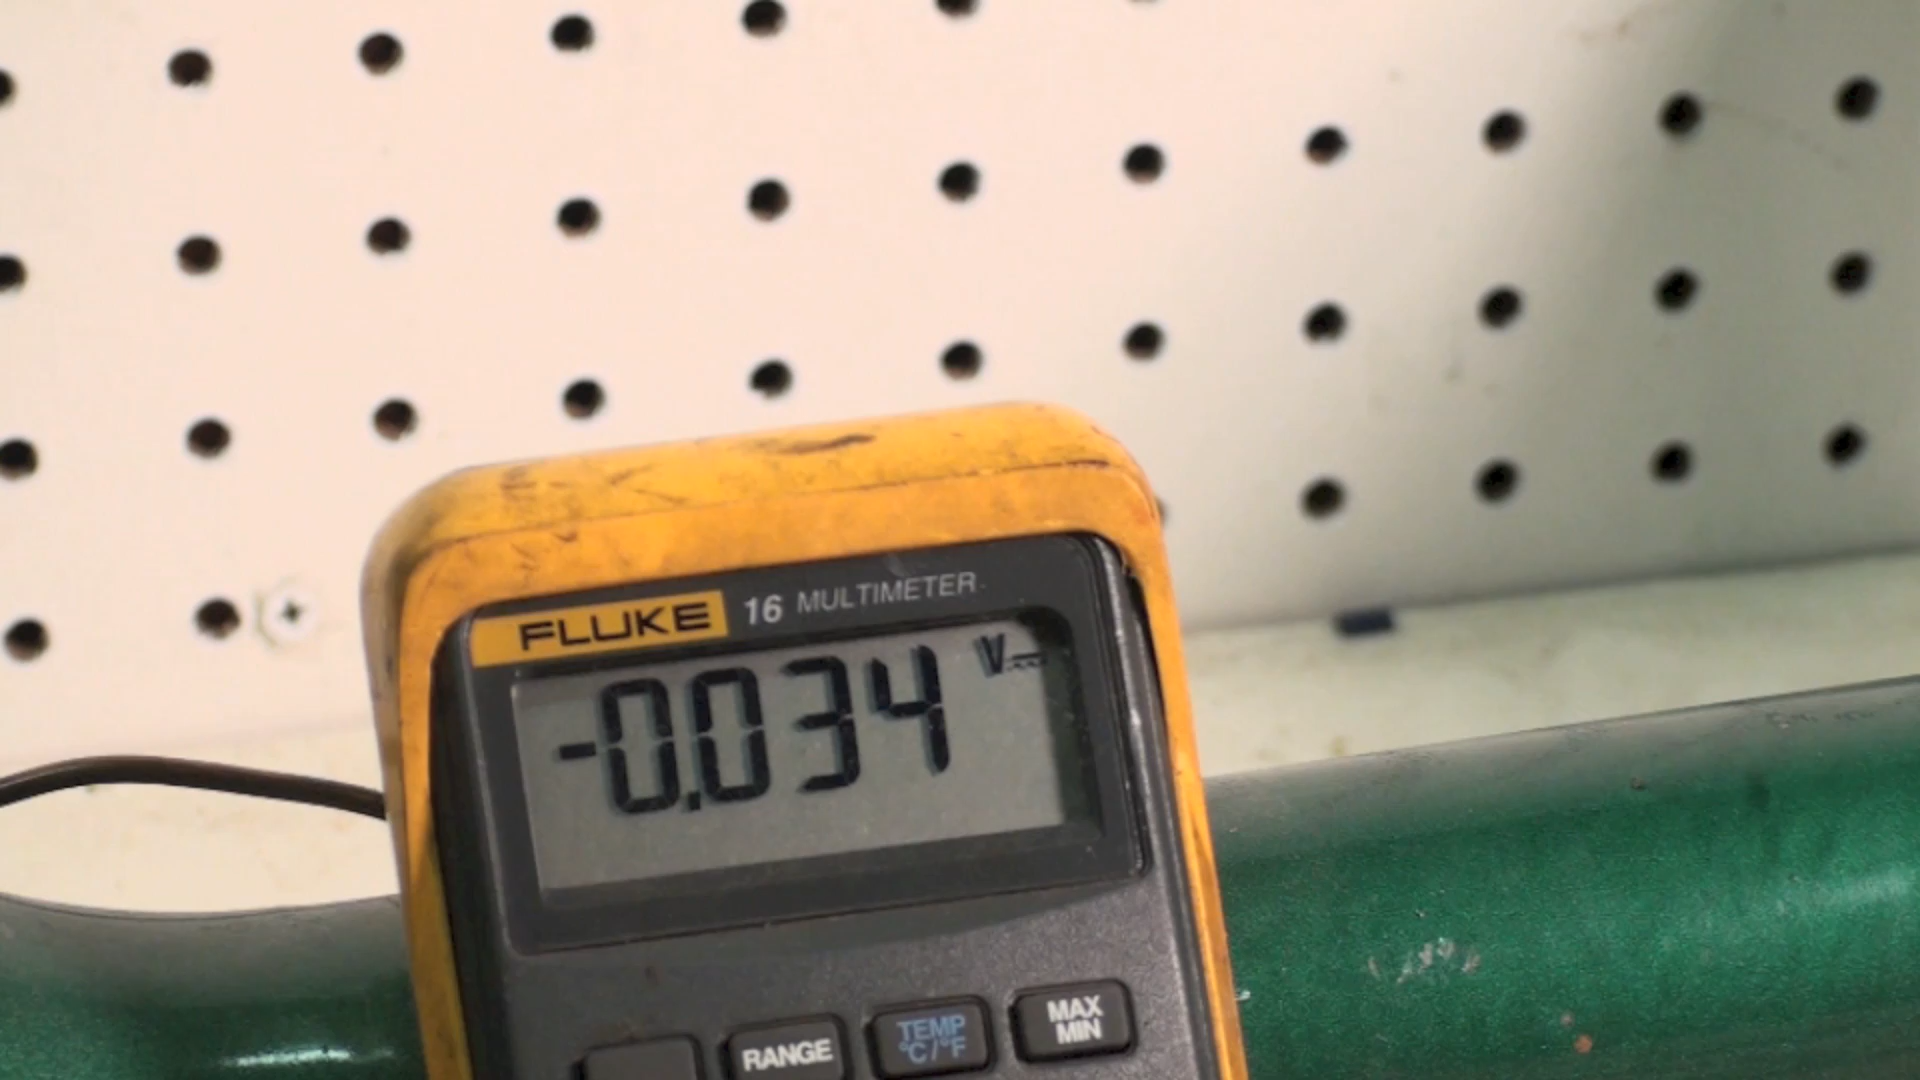 FLUKE 16 MULTIMETER
-0.034 V
RANGE
TEMP
°C/°F
MAX
MIN